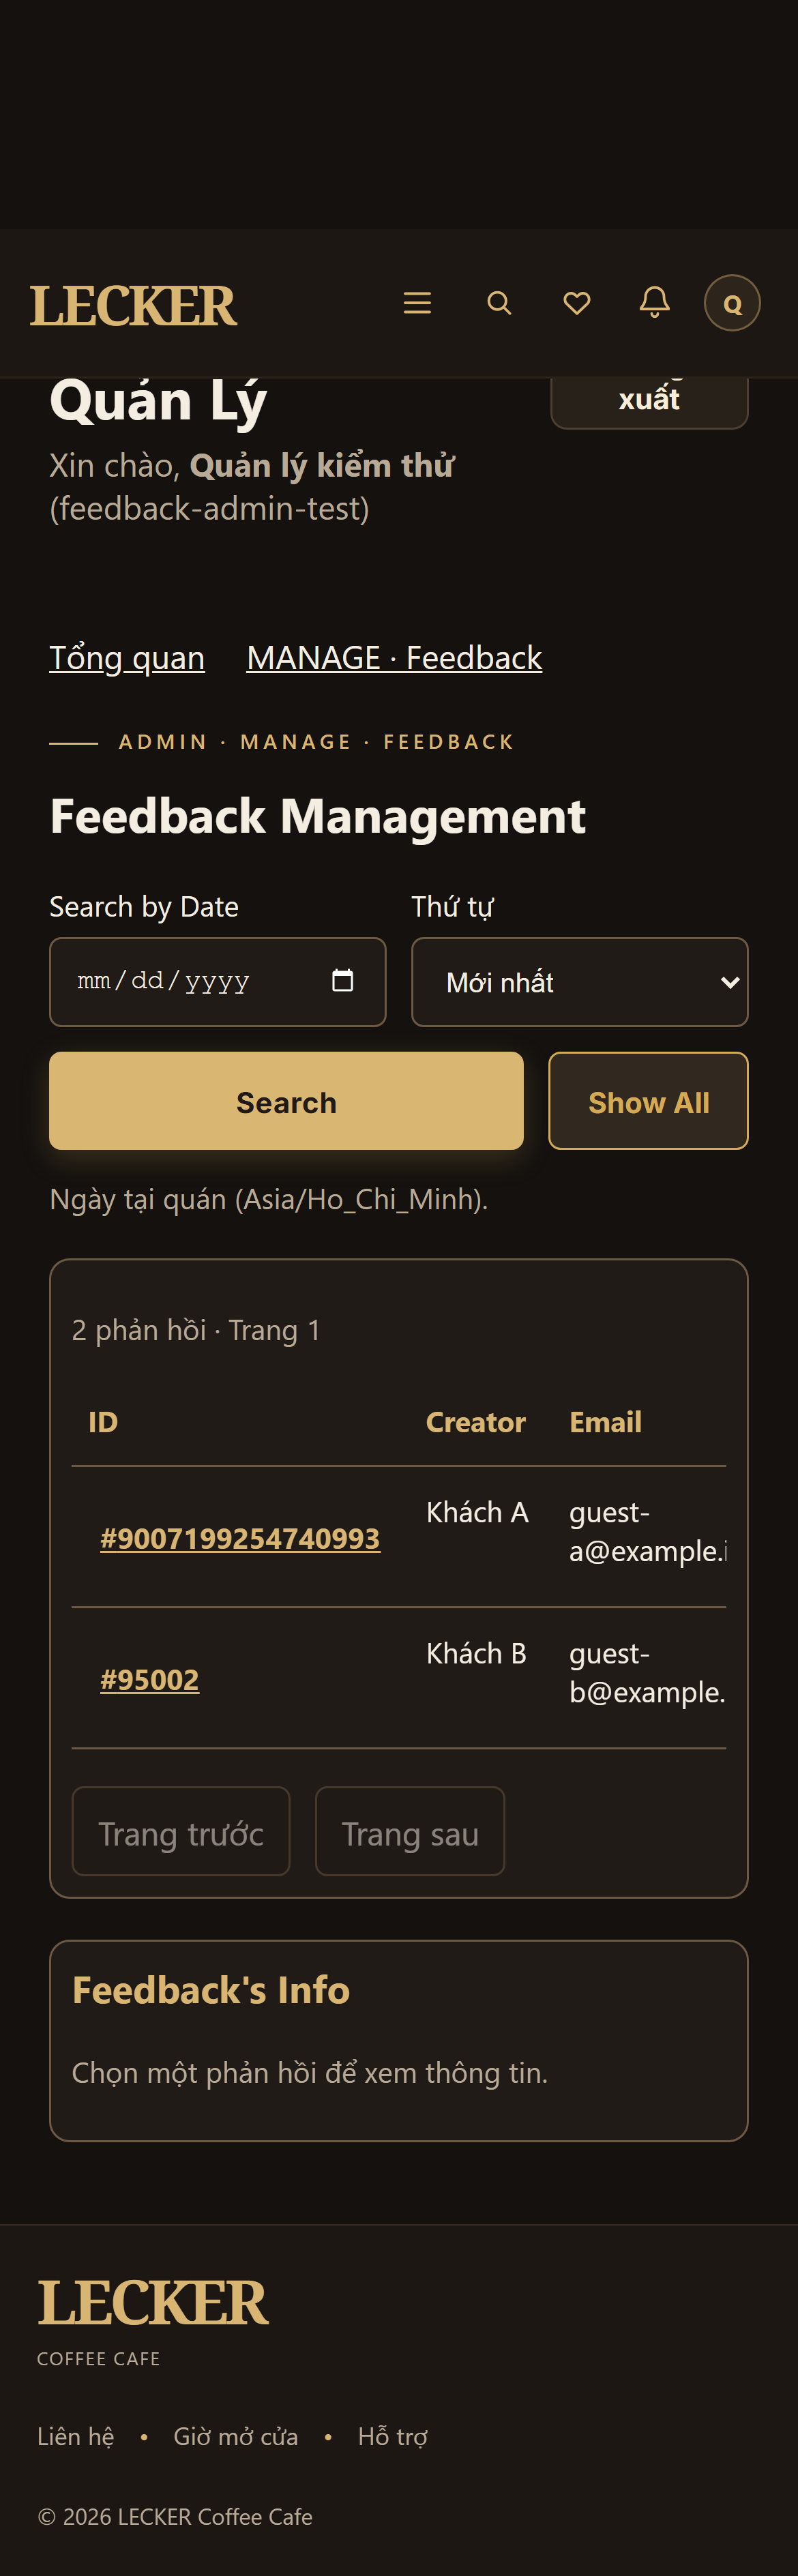 LECKER
Q
Quản Lý
xuất
Xin chào, Quản lý kiểm thử
(feedback-admin-test)
Tổng quan MANAGE · Feedback
ADMIN · MANAGE · FEEDBACK
Feedback Management
Search by Date Thứ tự
mm/dd/yyyy Mới nhất
Search Show All
Ngày tại quán (Asia/Ho_Chi_Minh).
2 phản hồi · Trang 1
ID Creator Email
#9007199254740993 Khách A guest-
a@example.i
#95002 Khách B guest-
b@example.
Trang trước Trang sau
Feedback's Info
Chọn một phản hồi để xem thông tin.
LECKER
COFFEE CAFE
Liên hệ • Giờ mở cửa • Hỗ trợ
© 2026 LECKER Coffee Cafe